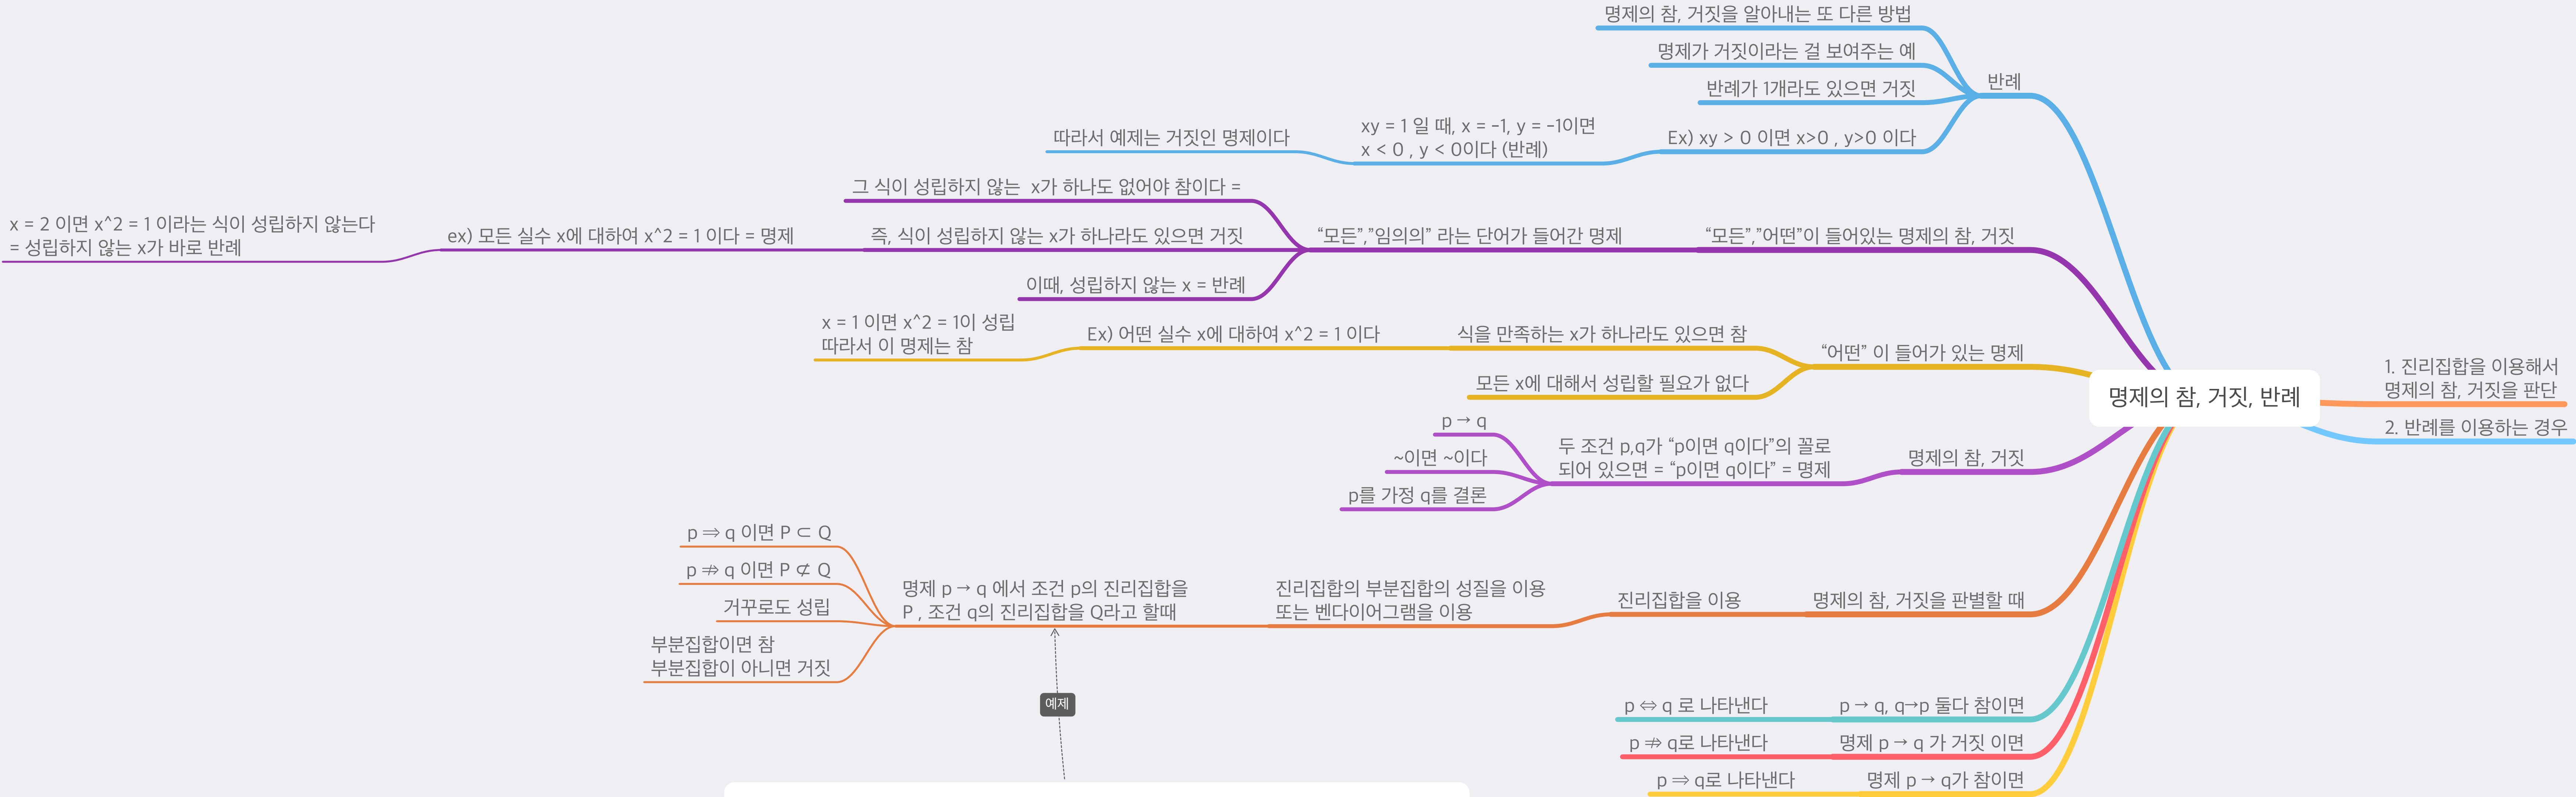 명제의 참, 거짓, 반례
1. 진리집합을 이용해서
명제의 참, 거짓을 판단
2. 반례를 이용하는 경우
반례
명제의 참, 거짓을 알아내는 또 다른 방법
명제가 거짓이라는 걸 보여주는 예
반례가 1개라도 있으면 거짓
Ex) xy > 0 이면 x>0 , y>0 이다
xy = 1 일 때, x = -1, y = -1이면
x < 0 , y < 0이다 (반례)
따라서 예제는 거짓인 명제이다
“모든”,”어떤”이 들어있는 명제의 참, 거짓
“모든”,”임의의” 라는 단어가 들어간 명제
그 식이 성립하지 않는  x가 하나도 없어야 참이다 =
즉, 식이 성립하지 않는 x가 하나라도 있으면 거짓
ex) 모든 실수 x에 대하여 x^2 = 1 이다 = 명제
x = 2 이면 x^2 = 1 이라는 식이 성립하지 않는다
= 성립하지 않는 x가 바로 반례
이때, 성립하지 않는 x = 반례
“어떤” 이 들어가 있는 명제
식을 만족하는 x가 하나라도 있으면 참
Ex) 어떤 실수 x에 대하여 x^2 = 1 이다
x = 1 이면 x^2 = 1이 성립
따라서 이 명제는 참
모든 x에 대해서 성립할 필요가 없다
명제의 참, 거짓
두 조건 p,q가 “p이면 q이다”의 꼴로
되어 있으면 = “p이면 q이다” = 명제
p → q
~이면 ~이다
p를 가정 q를 결론
명제의 참, 거짓을 판별할 때
진리집합을 이용
진리집합의 부분집합의 성질을 이용
또는 벤다이어그램을 이용
명제 p → q 에서 조건 p의 진리집합을
P , 조건 q의 진리집합을 Q라고 할때
p ⇒ q 이면 P ⊂ Q
p ⇏ q 이면 P ⊄ Q
거꾸로도 성립
부분집합이면 참
부분집합이 아니면 거짓
예제
p → q, q→p 둘다 참이면
p ⇔ q 로 나타낸다
명제 p → q 가 거짓 이면
p ⇏ q로 나타낸다
명제 p → q가 참이면
p ⇒ q로 나타낸다